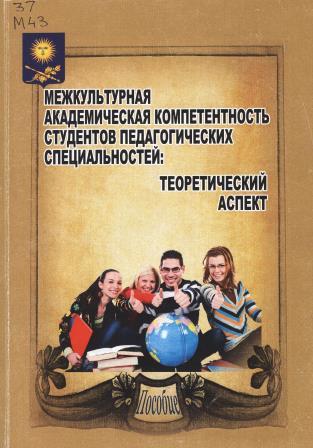 37
М43
МЕЖКУЛЬТУРНАЯ
АКАДЕМИЧЕСКАЯ КОМПЕТЕНТНОСТЬ
СТУДЕНТОВ ПЕДАГОГИЧЕСКИХ
СПЕЦИАЛЬНОСТЕЙ:
ТЕОРЕТИЧЕСКИЙ
АСПЕКТ
Пособие